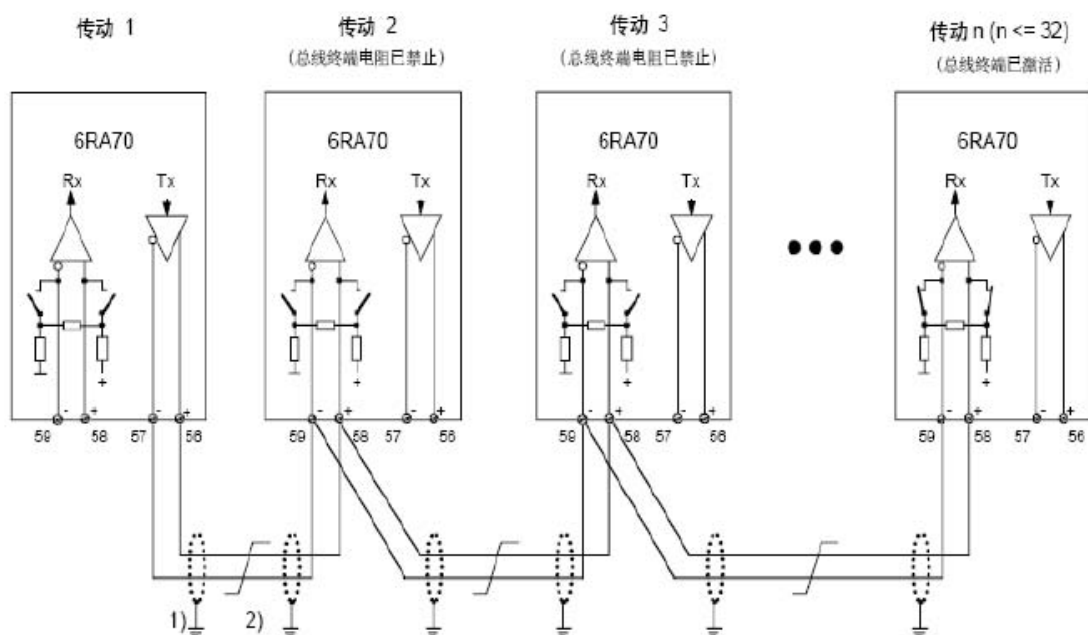 传动 1
传动 2
(总线终端电阻已禁止)
传动 3
(总线终端电阻已禁止)
传动 n (n <= 32)
(总线终端已激活)
6RA70
6RA70
6RA70
6RA70
Rx
Tx
Rx
Tx
Rx
Tx
Rx
Tx
+
+
+
+
- + - +
- + - +
- + - +
- + - +
59 58 57 56
59 58 57 56
59 58 57 56
59 58 57 56
1)
2)